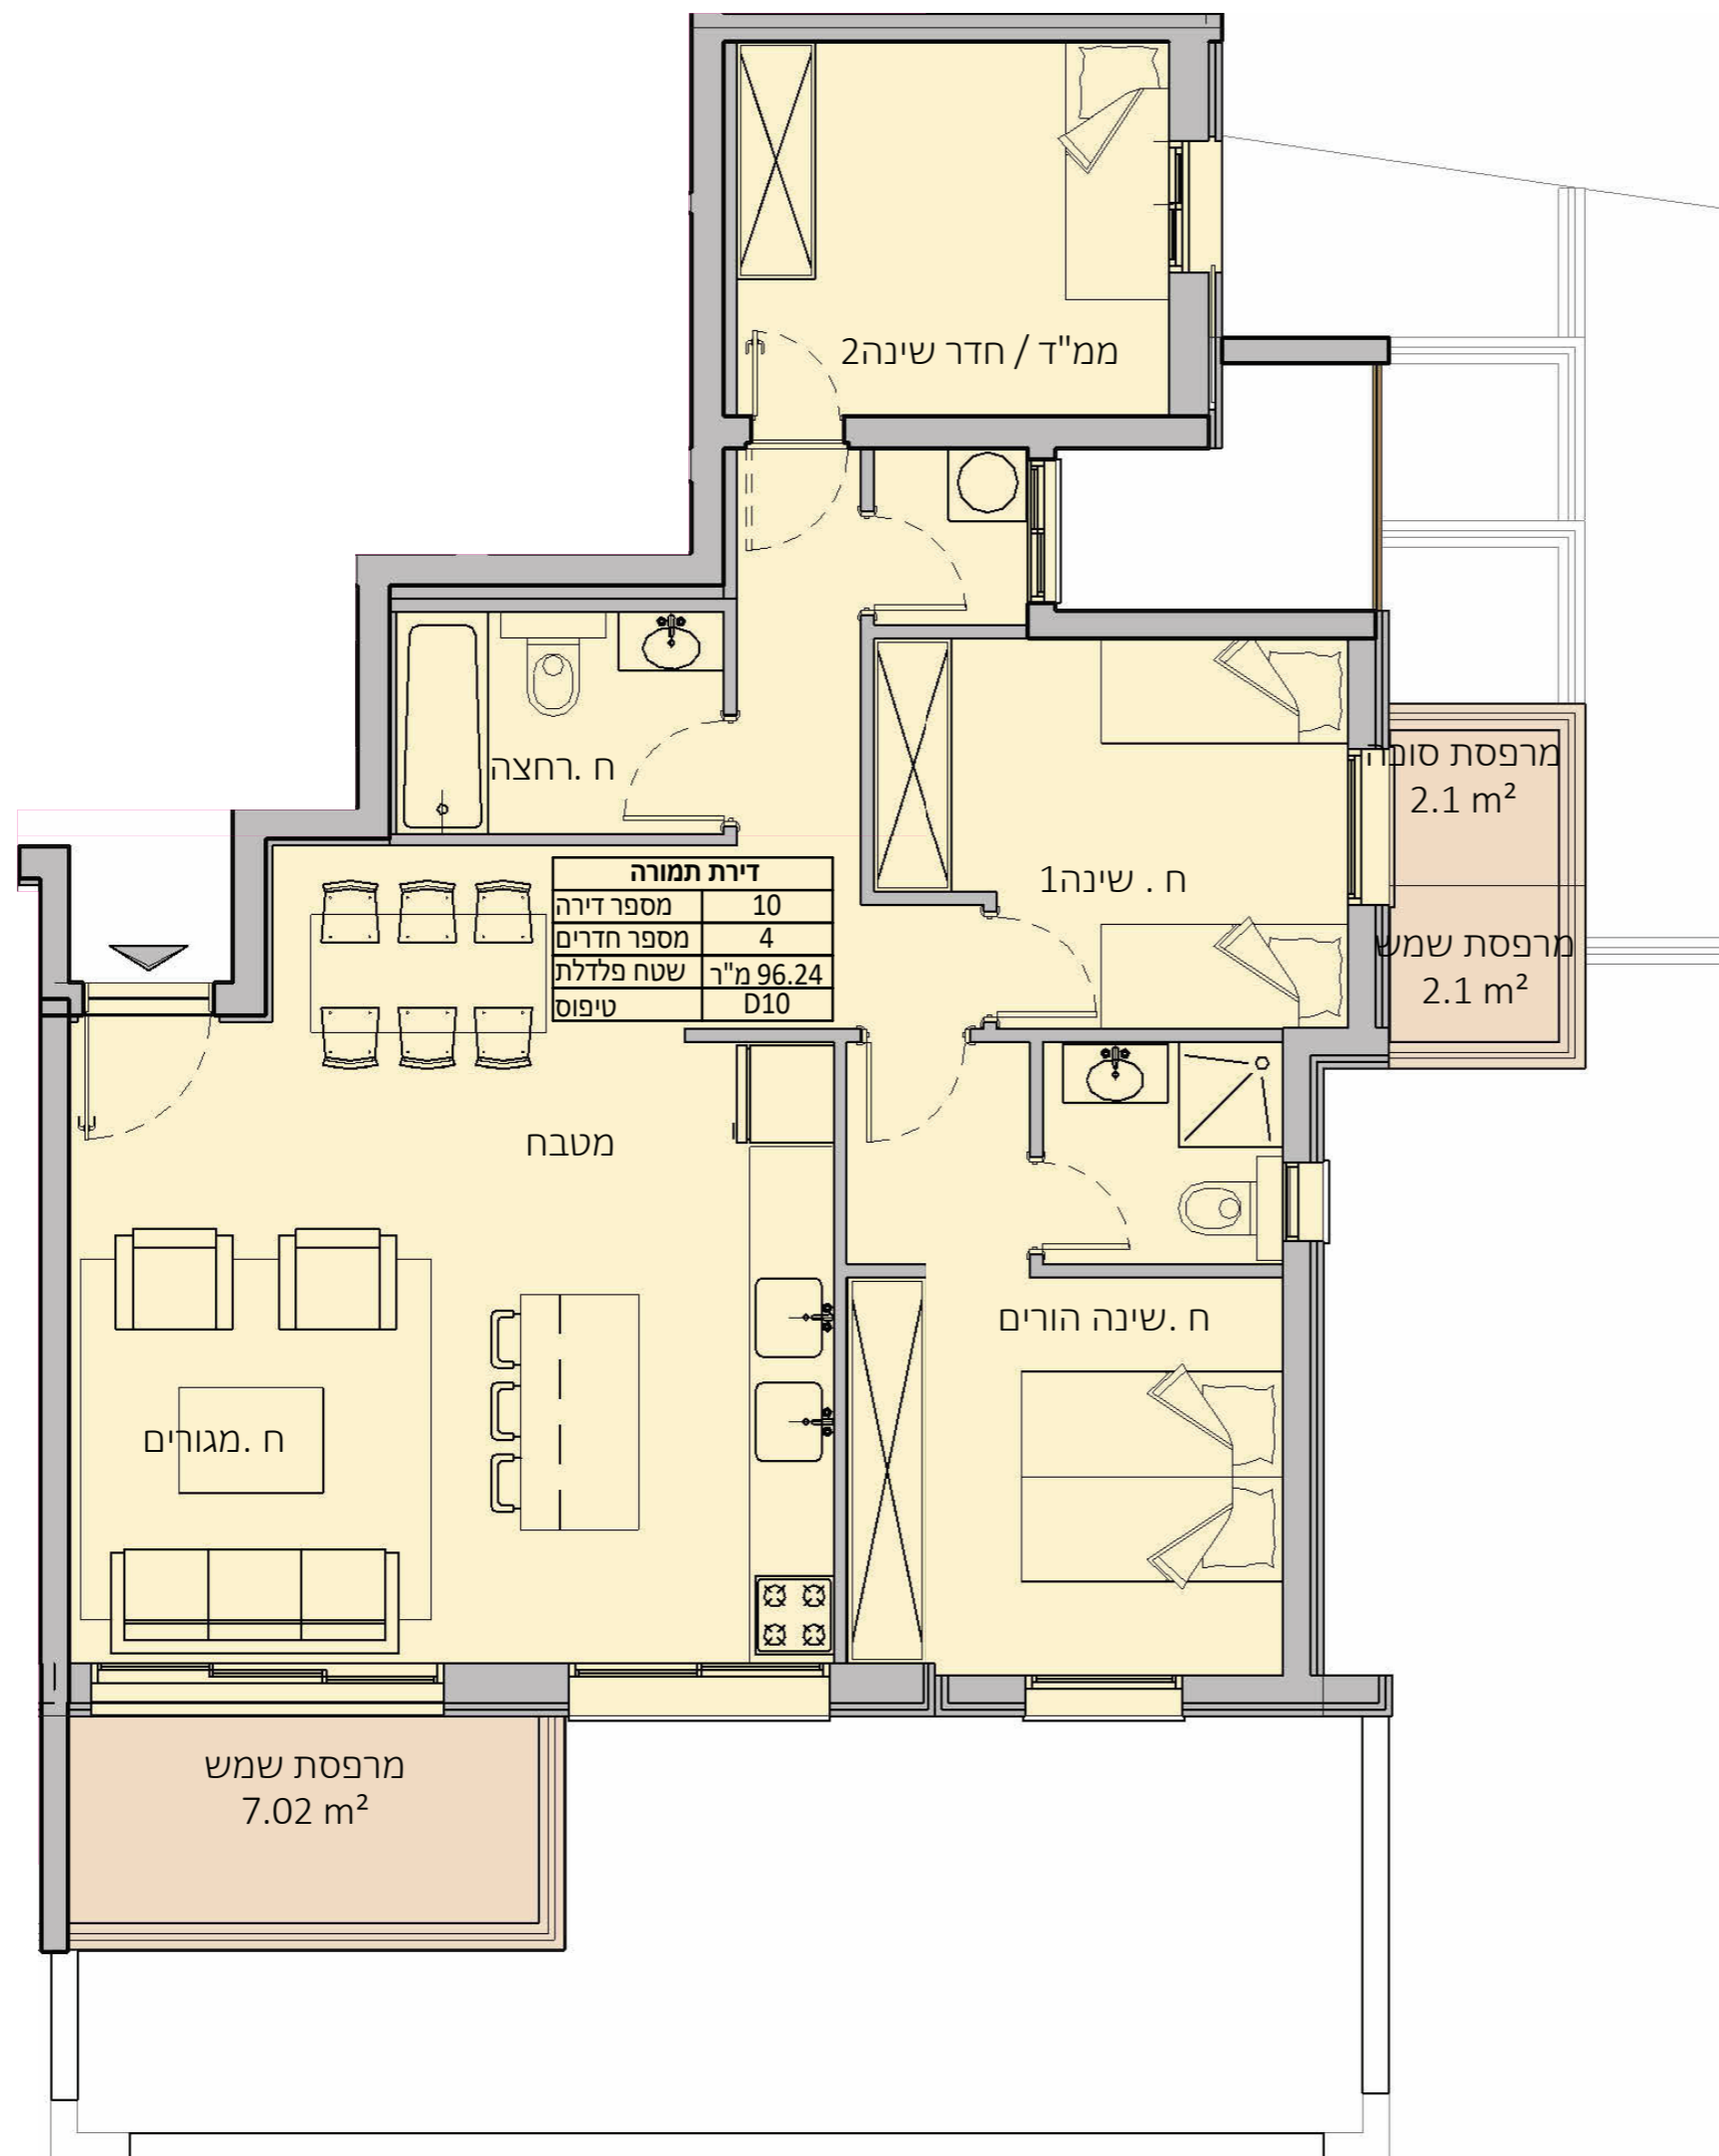 ממ"ד / חדר שינה2
מרפסת סוכה
2.1 m²
ח .רחצה
ח . שינה1
דירת תמורה
מספר דירה 10
מספר חדרים 4
שטח פלדלת 96.24 מ"ר
טיפוס D10
מרפסת שמש
2.1 m²
מטבח
ח .שינה הורים
ח .מגורים
מרפסת שמש
7.02 m²